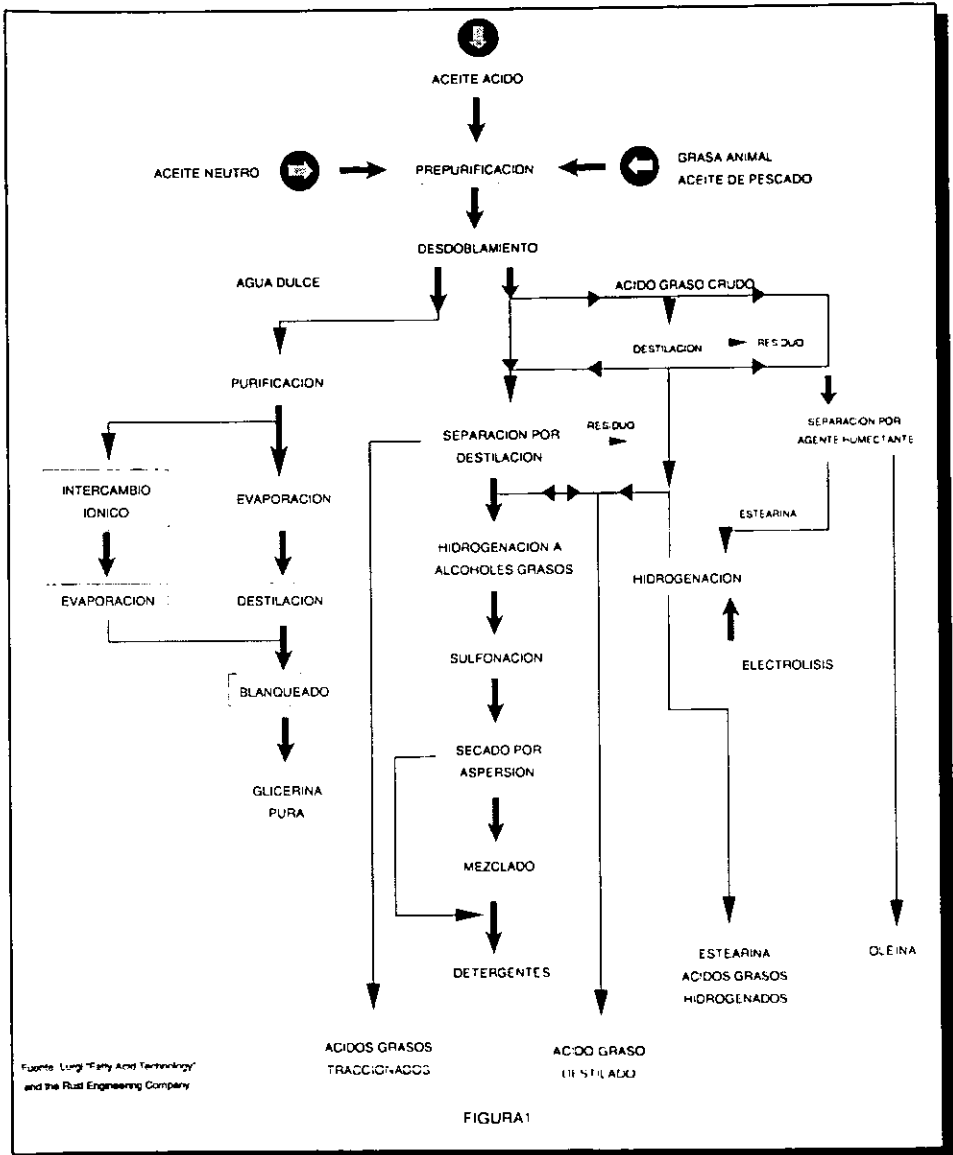 ACEITE ACIDO
ACEITE NEUTRO
PREPURIFICACION
GRASA ANIMAL
ACEITE DE PESCADO
DESDOBLAMIENTO
AGUA DULCE
ACIDO GRASO CRUDO
DESTILACION
RESIDUO
PURIFICACION
SEPARACION POR
AGENTE HUMECTANTE
SEPARACION POR
DESTILACION
RESIDUO
INTERCAMBIO
IONICO
EVAPORACION
ESTEARINA
HIDROGENACION A
ALCOHOLES GRASOS
HIDROGENACION
EVAPORACION
DESTILACION
SULFONACION
ELECTROLISIS
BLANQUEADO
SECADO POR
ASPERSION
GLICERINA
PURA
MEZCLADO
DETERGENTES
ESTEARINA
ACIDOS GRASOS
HIDROGENADOS
OLEINA
ACIDOS GRASOS
TRACCIONADOS
ACIDO GRASO
DESTILADO
Fuente: Lurgi "Fatty Acid Technology"
and the Rust Engineering Company
FIGURA1